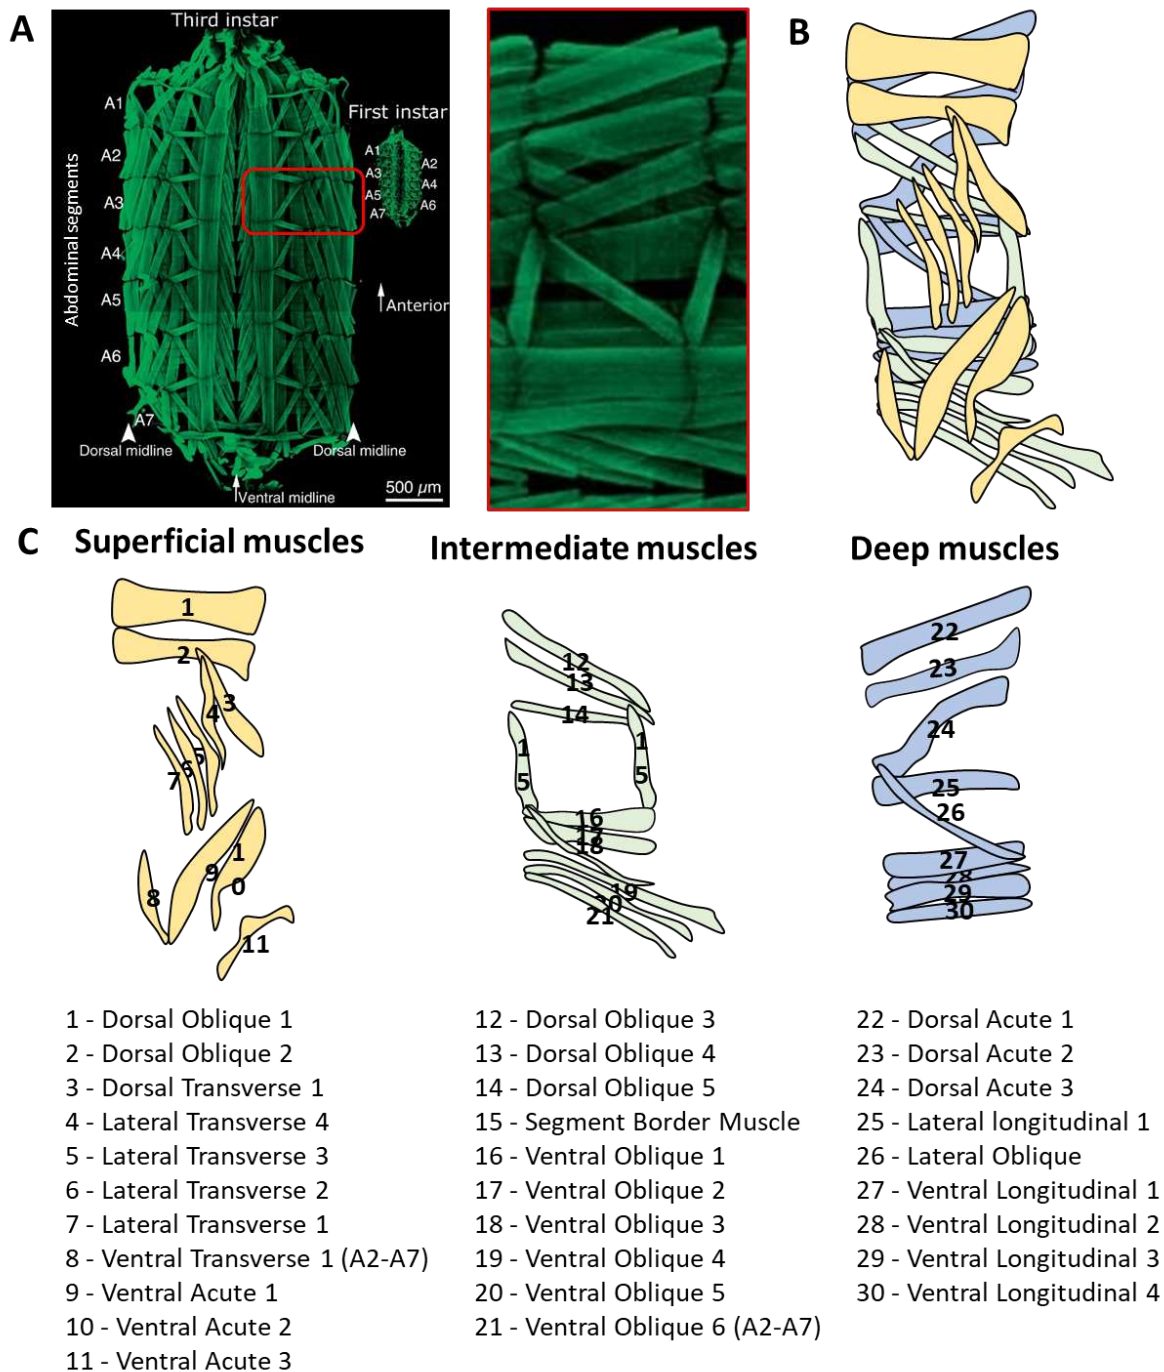 A
Third instar
First instar
A1
A2
A3
A4
A5
A6
A7
A1
A2
A3
A4
A5
A6
A7
Abdominal segments
Anterior
Dorsal midline
Dorsal midline
Ventral midline
500 µm
B
C
Superficial muscles
Intermediate muscles
Deep muscles
1
2
3
4
5
6
7
8
9
10
11
12
13
14
15
15
16
17
18
19
20
21
22
23
24
25
26
27
28
29
30
1 - Dorsal Oblique 1
2 - Dorsal Oblique 2
3 - Dorsal Transverse 1
4 - Lateral Transverse 4
5 - Lateral Transverse 3
6 - Lateral Transverse 2
7 - Lateral Transverse 1
8 - Ventral Transverse 1 (A2-A7)
9 - Ventral Acute 1
10 - Ventral Acute 2
11 - Ventral Acute 3
12 - Dorsal Oblique 3
13 - Dorsal Oblique 4
14 - Dorsal Oblique 5
15 - Segment Border Muscle
16 - Ventral Oblique 1
17 - Ventral Oblique 2
18 - Ventral Oblique 3
19 - Ventral Oblique 4
20 - Ventral Oblique 5
21 - Ventral Oblique 6 (A2-A7)
22 - Dorsal Acute 1
23 - Dorsal Acute 2
24 - Dorsal Acute 3
25 - Lateral longitudinal 1
26 - Lateral Oblique
27 - Ventral Longitudinal 1
28 - Ventral Longitudinal 2
29 - Ventral Longitudinal 3
30 - Ventral Longitudinal 4